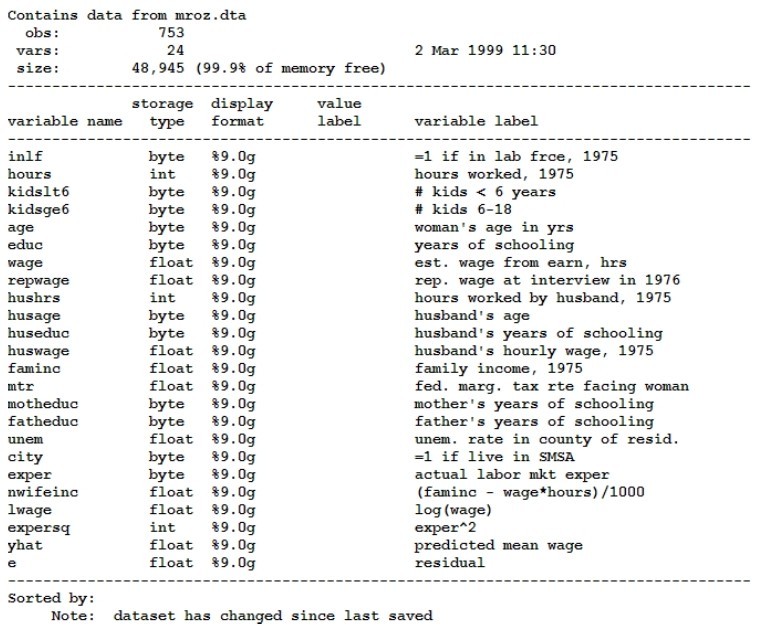 Contains data from mroz.dta
obs: 753
vars: 24 2 Mar 1999 11:30
size: 48,945 (99.9% of memory free)
-------------------------------------------------------------------------------
storage display value
variable name type format label variable label
-------------------------------------------------------------------------------
inlf byte %9.0g =1 if in lab frce, 1975
hours int %9.0g hours worked, 1975
kidslt6 byte %9.0g # kids < 6 years
kidsge6 byte %9.0g # kids 6-18
age byte %9.0g woman's age in yrs
educ byte %9.0g years of schooling
wage float %9.0g est. wage from earn, hrs
repwage float %9.0g rep. wage at interview in 1976
hushrs int %9.0g hours worked by husband, 1975
husage byte %9.0g husband's age
huseduc byte %9.0g husband's years of schooling
huswage float %9.0g husband's hourly wage, 1975
faminc float %9.0g family income, 1975
mtr float %9.0g fed. marg. tax rte facing woman
motheduc byte %9.0g mother's years of schooling
fatheduc byte %9.0g father's years of schooling
unem float %9.0g unem. rate in county of resid.
city byte %9.0g =1 if live in SMSA
exper byte %9.0g actual labor mkt exper
nwifeinc float %9.0g (faminc - wage*hours)/1000
lwage float %9.0g log(wage)
expersq int %9.0g exper^2
yhat float %9.0g predicted mean wage
e float %9.0g residual
-------------------------------------------------------------------------------
Sorted by:
Note: dataset has changed since last saved